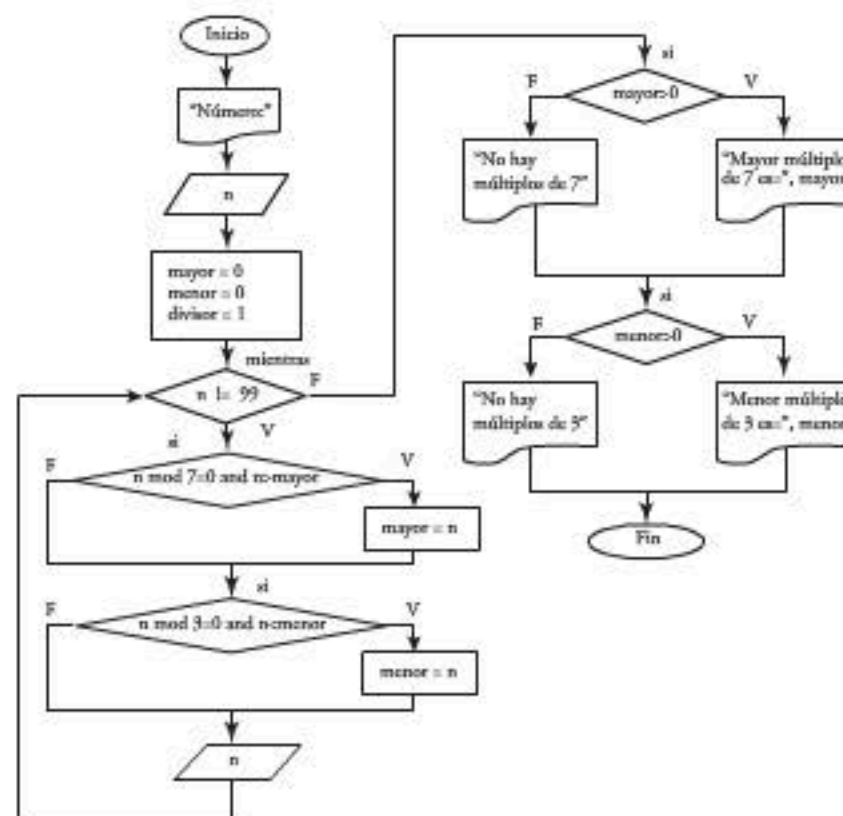 Inicio
"Número:"
n
mayor = 0
menor = 0
divisor = 1
mientras
n != 99
F
V
si
n mod 7=0 and n>mayor
F
V
mayor = n
si
n mod 3=0 and n<menor
F
V
menor = n
n
si
mayor>0
F
V
"No hay
múltiplos de 7"
"Mayor múltiplo
de 7 es=", mayor
si
menor>0
F
V
"No hay
múltiplos de 3"
"Menor múltiplo
de 3 es=", menor
Fin